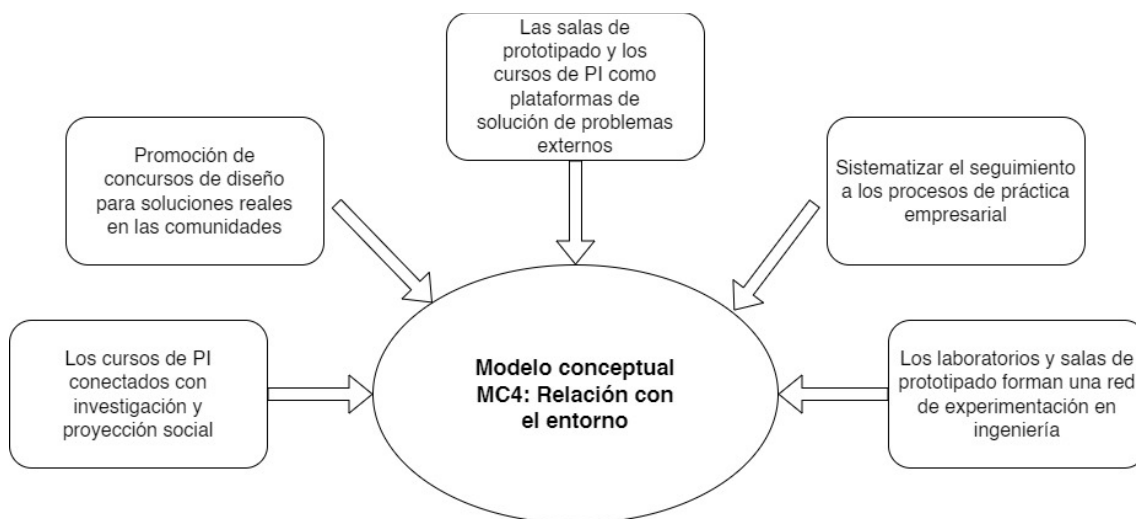 Las salas de
prototipado y los
cursos de PI como
plataformas de
solución de problemas
externos
Promoción de
concursos de diseño
para soluciones reales
en las comunidades
Sistematizar el seguimiento
a los procesos de práctica
empresarial
Los cursos de PI
conectados con
investigación y
proyección social
Modelo conceptual
MC4: Relación con
el entorno
Los laboratorios y salas de
prototipado forman una red
de experimentación en
ingeniería